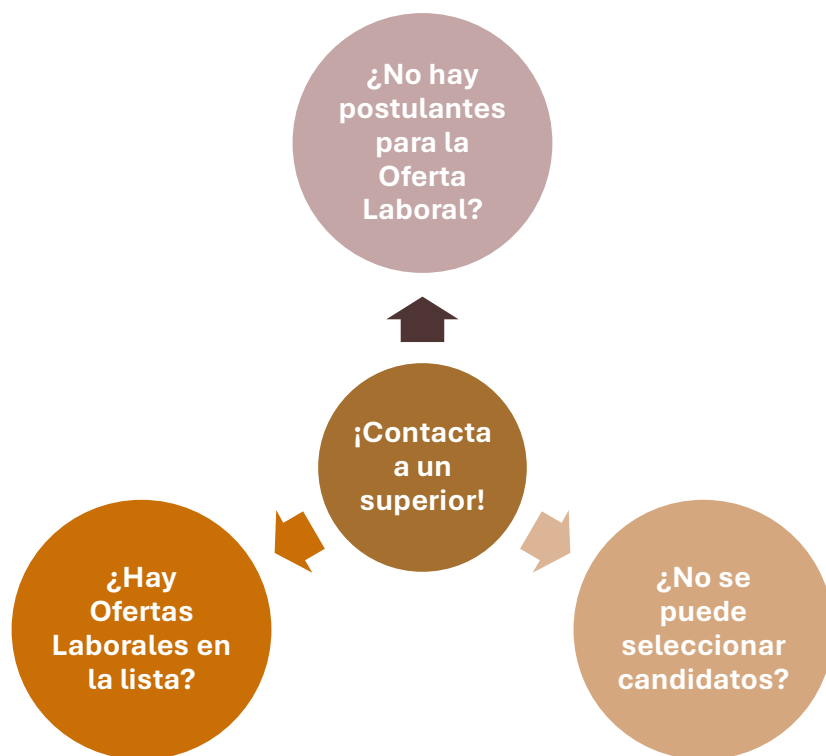 ¿No hay
postulantes
para la
Oferta
Laboral?
¡Contacta
a un
superior!
¿Hay
Ofertas
Laborales en
la lista?
¿No se
puede
seleccionar
candidatos?